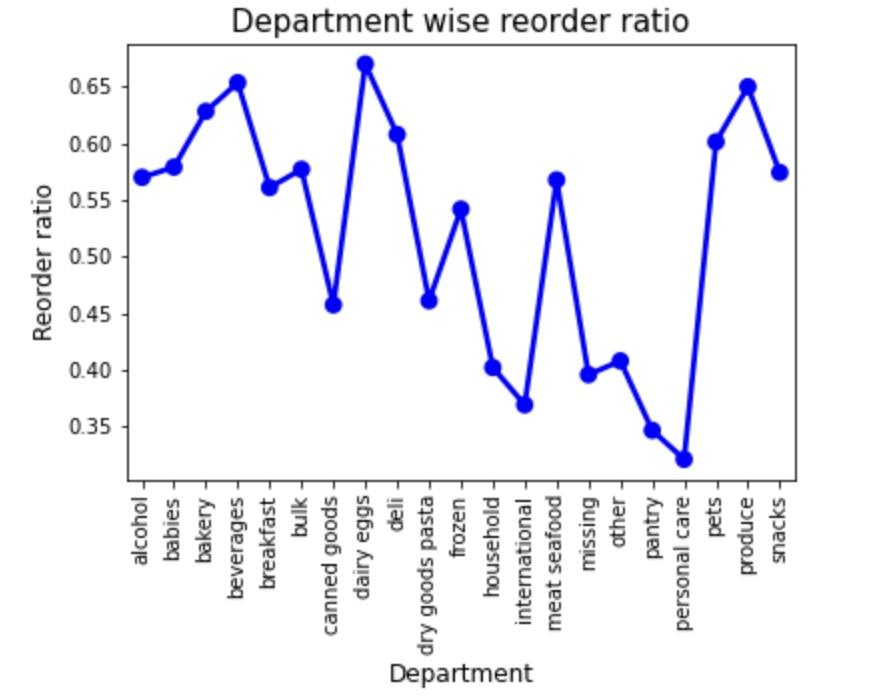 Department wise reorder ratio
Reorder ratio
0.65
0.60
0.55
0.50
0.45
0.40
0.35
alcohol
babies
bakery
beverages
breakfast
bulk
canned goods
dairy eggs
deli
dry goods pasta
frozen
household
international
meat seafood
missing
other
pantry
personal care
pets
produce
snacks
Department